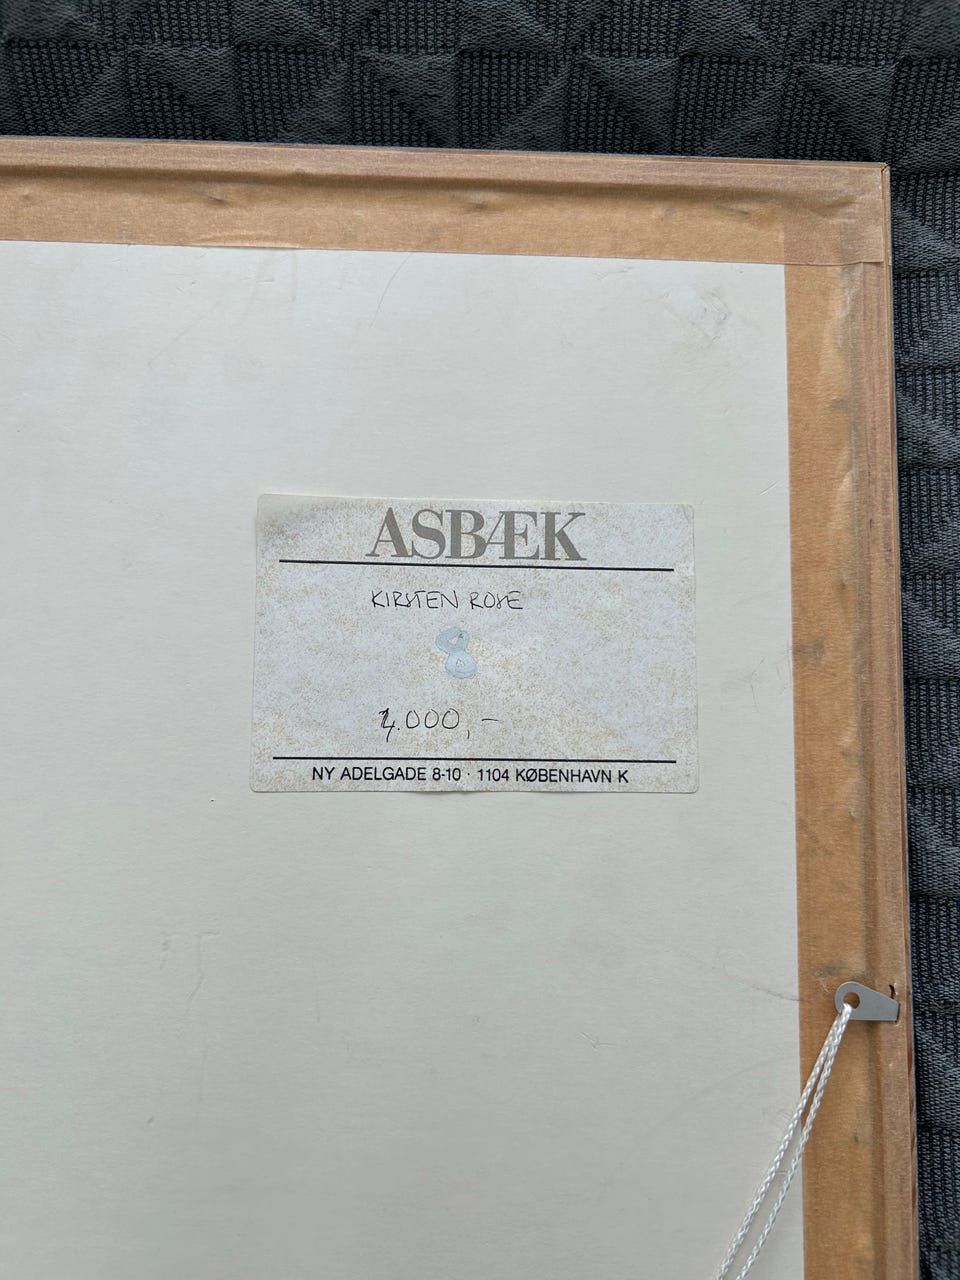 ASBÆK
KIRSTEN ROSE
8
4.000,-
NY ADELGADE 8-10 · 1104 KØBENHAVN K